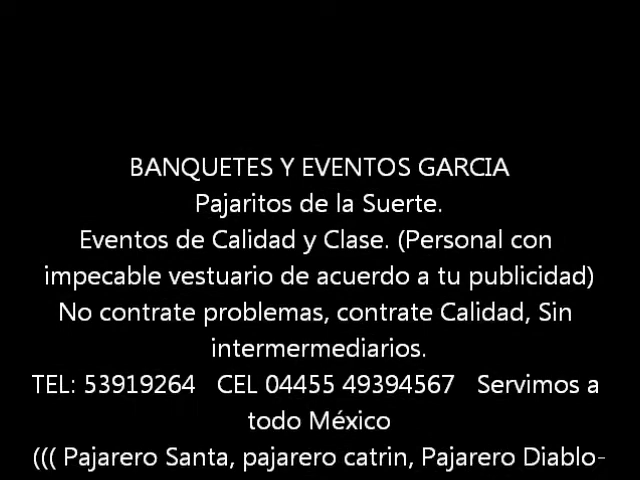 BANQUETES Y EVENTOS GARCIA
Pajaritos de la Suerte.
Eventos de Calidad y Clase. (Personal con
impecable vestuario de acuerdo a tu publicidad)
No contrate problemas, contrate Calidad, Sin
intermermediarios.
TEL: 53919264   CEL 04455 49394567   Servimos a
todo México
((( Pajarero Santa, pajarero catrin, Pajarero Diablo-